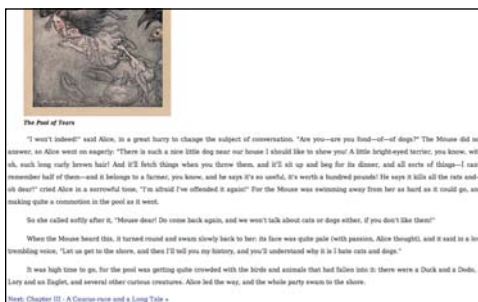 The Pool of Tears
"I won't indeed!" said Alice, in a great hurry to change the subject of conversation. "Are you—are you fond—of—of dogs?" The Mouse did no
answer, so Alice went on eagerly: "There is such a nice little dog near our house I should like to show you! A little bright-eyed terrier, you know, wit
oh, such long curly brown hair! And it'll fetch things when you throw them, and it'll sit up and beg for its dinner, and all sorts of things—I can
remember half of them—and it belongs to a farmer, you know, and he says it's so useful, it's worth a hundred pounds! He says it kills all the rats and—
oh dear!" cried Alice in a sorrowful tone, "I'm afraid I've offended it again!" For the Mouse was swimming away from her as hard as it could go, an
making quite a commotion in the pool as it went.
So she called softly after it, "Mouse dear! Do come back again, and we won't talk about cats or dogs either, if you don't like them!"
When the Mouse heard this, it turned round and swam slowly back to her: its face was quite pale (with passion, Alice thought), and it said in a lo
trembling voice, "Let us get to the shore, and then I'll tell you my history, and you'll understand why it is I hate cats and dogs."
It was high time to go, for the pool was getting quite crowded with the birds and animals that had fallen into it: there were a Duck and a Dodo,
Lory and an Eaglet, and several other curious creatures. Alice led the way, and the whole party swam to the shore.
Next: Chapter III - A Caucus-race and a Long Tale »